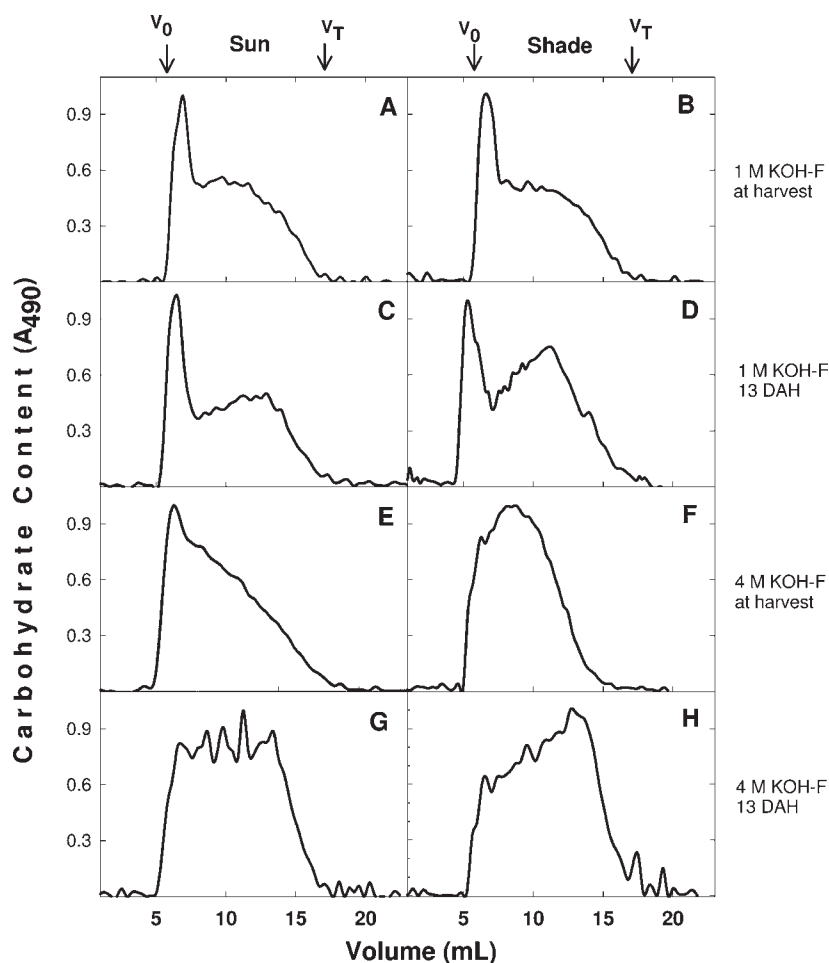 V0 Sun VT V0 Shade VT
Carbohydrate Content (A490)
0.9 A B
0.6
0.3
1 M KOH-F
at harvest
0.9 C D
0.6
0.3
1 M KOH-F
13 DAH
0.9 E F
0.6
0.3
4 M KOH-F
at harvest
0.9 G H
0.6
0.3
4 M KOH-F
13 DAH
5 10 15 20 5 10 15 20
Volume (mL)